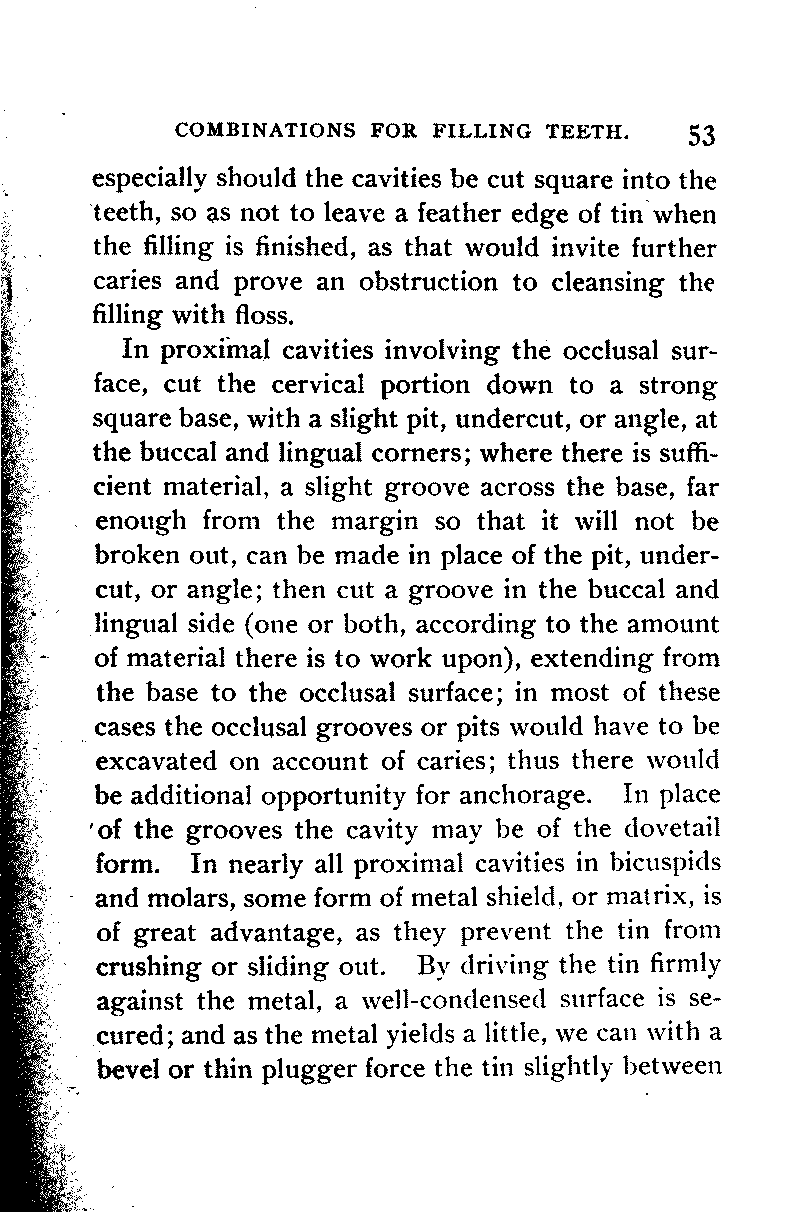 COMBINATIONS FOR FILLING TEETH. 53
especially should the cavities be cut square into the
teeth, so as not to leave a feather edge of tin when
the filling is finished, as that would invite further
caries and prove an obstruction to cleansing the
filling with floss.
In proximal cavities involving the occlusal sur-
face, cut the cervical portion down to a strong
square base, with a slight pit, undercut, or angle, at
the buccal and lingual corners; where there is suffi-
cient material, a slight groove across the base, far
enough from the margin so that it will not be
broken out, can be made in place of the pit, under-
cut, or angle; then cut a groove in the buccal and
lingual side (one or both, according to the amount
of material there is to work upon), extending from
the base to the occlusal surface; in most of these
cases the occlusal grooves or pits would have to be
excavated on account of caries; thus there would
be additional opportunity for anchorage. In place
of the grooves the cavity may be of the dovetail
form. In nearly all proximal cavities in bicuspids
and molars, some form of metal shield, or matrix, is
of great advantage, as they prevent the tin from
crushing or sliding out. By driving the tin firmly
against the metal, a well-condensed surface is se-
cured; and as the metal yields a little, we can with a
bevel or thin plugger force the tin slightly between